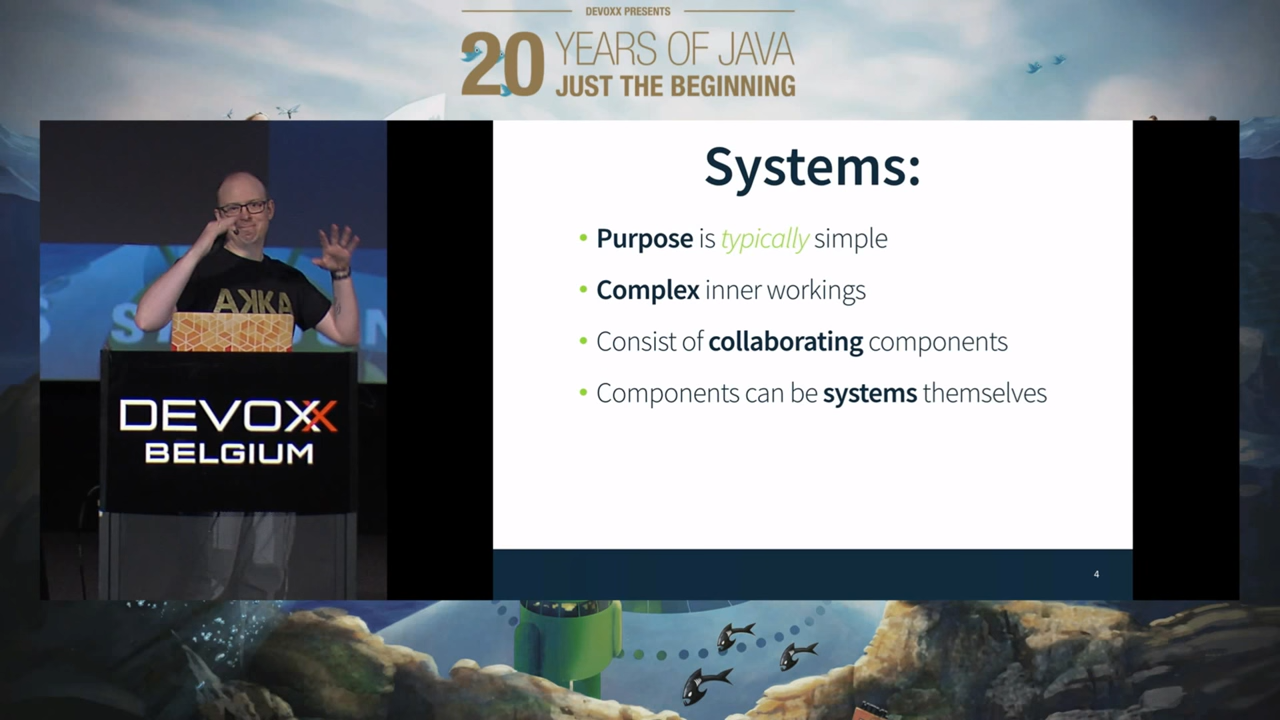 DEVOXX PRESENTS
20 YEARS OF JAVA
JUST THE BEGINNING
Systems:
• Purpose is typically simple
• Complex inner workings
• Consist of collaborating components
• Components can be systems themselves
4
AKKA
DEVOXX
BELGIUM